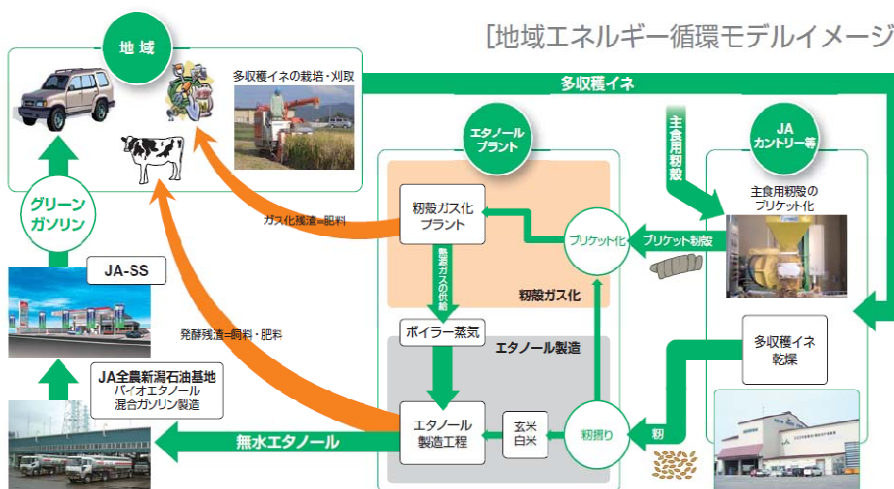 [地域エネルギー循環モデルイメージ
地域
多収穫イネの栽培・刈取
多収穫イネ
エタノール
プラント
主食用籾殻
JA
カントリー等
主食用籾殻の
ブリケット化
グリーン
ガソリン
ガス化残渣=肥料
籾殻ガス化
プラント
ブリケット化
ブリケット籾殻
熱源ガスの供給
籾殻ガス化
JA-SS
発酵残渣=飼料・肥料
ボイラー蒸気
エタノール製造
多収穫イネ
乾燥
JA全農新潟石油基地
バイオエタノール
混合ガソリン製造
無水エタノール
エタノール
製造工程
玄米
白米
籾摺り
籾